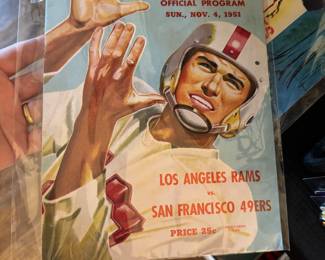 OFFICIAL PROGRAM
SUN., NOV. 4, 1951
LOS ANGELES RAMS
vs.
SAN FRANCISCO 49ERS
PRICE 25c